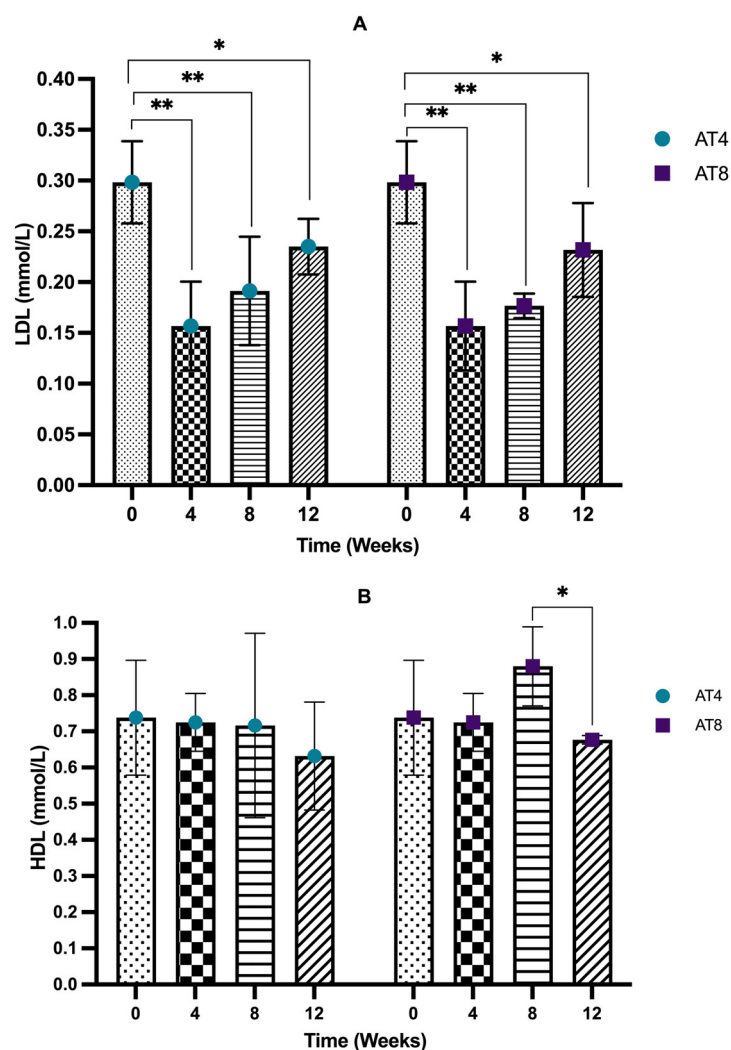 A
*
*
**
**
**
**
0.40
0.35
0.30
0.25
0.20
0.15
0.10
0.05
0.00
LDL (mmol/L)
AT4
AT8
0 4 8 12 0 4 8 12
Time (Weeks)
B
*
1.0
0.9
0.8
0.7
0.6
0.5
0.4
0.3
0.2
0.1
0.0
HDL (mmol/L)
AT4
AT8
0 4 8 12 0 4 8 12
Time (Weeks)